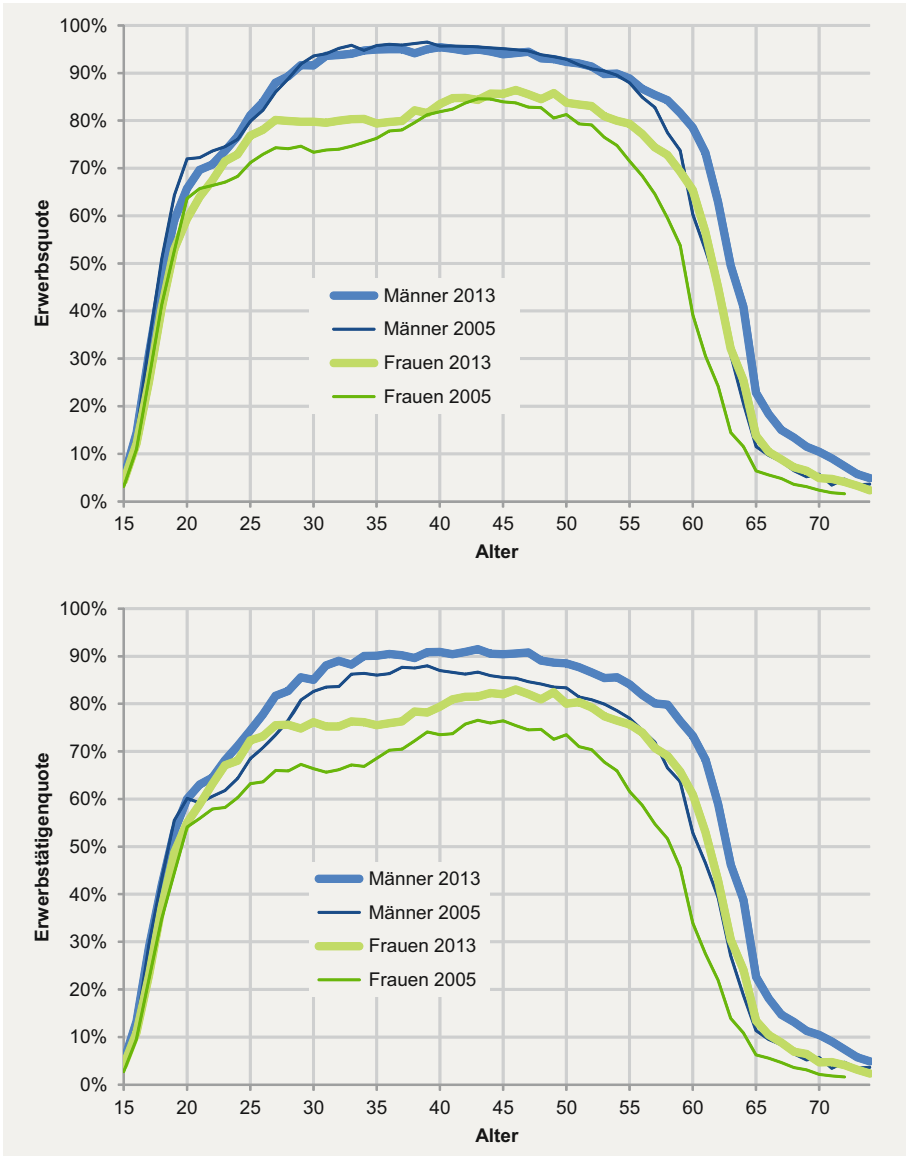 100%
90%
80%
70%
60%
50%
40%
30%
20%
10%
0%
Erwerbsquote
Männer 2013
Männer 2005
Frauen 2013
Frauen 2005
15 20 25 30 35 40 45 50 55 60 65 70
Alter
100%
90%
80%
70%
60%
50%
40%
30%
20%
10%
0%
Erwerbstätigenquote
Männer 2013
Männer 2005
Frauen 2013
Frauen 2005
15 20 25 30 35 40 45 50 55 60 65 70
Alter